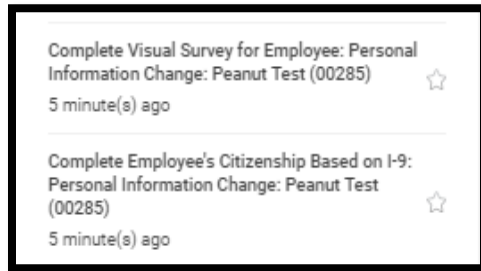 Complete Visual Survey for Employee: Personal
Information Change: Peanut Test (00285)
5 minute(s) ago
Complete Employee's Citizenship Based on I-9:
Personal Information Change: Peanut Test
(00285)
5 minute(s) ago